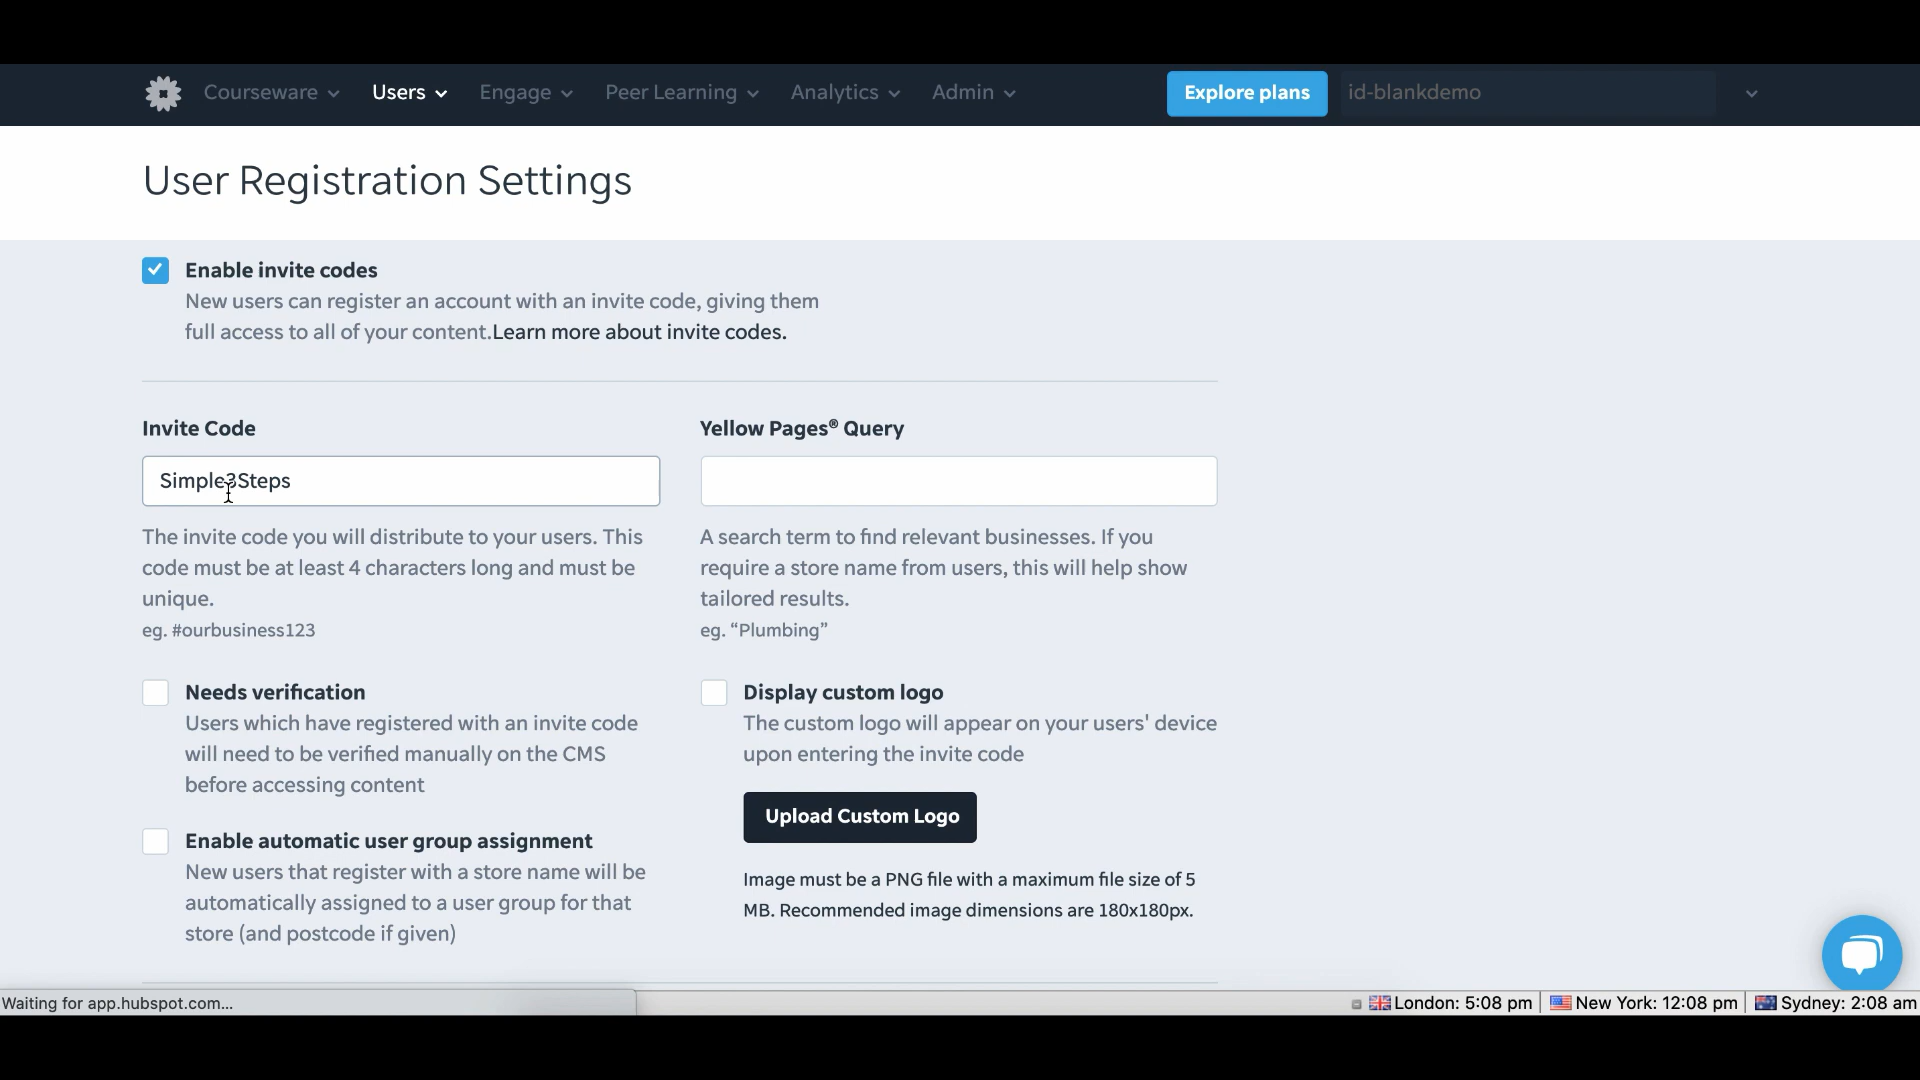 Courseware Users Engage Peer Learning Analytics Admin Explore plans id-blankdemo
User Registration Settings
Enable invite codes
New users can register an account with an invite code, giving them
full access to all of your content.Learn more about invite codes.
Invite Code
Simple3Steps
The invite code you will distribute to your users. This
code must be at least 4 characters long and must be
unique.
eg. #ourbusiness123
Yellow Pages® Query
A search term to find relevant businesses. If you
require a store name from users, this will help show
tailored results.
eg. “Plumbing”
Needs verification
Users which have registered with an invite code
will need to be verified manually on the CMS
before accessing content
Enable automatic user group assignment
New users that register with a store name will be
automatically assigned to a user group for that
store (and postcode if given)
Display custom logo
The custom logo will appear on your users' device
upon entering the invite code
Upload Custom Logo
Image must be a PNG file with a maximum file size of 5
MB. Recommended image dimensions are 180x180px.
Waiting for app.hubspot.com...
London: 5:08 pm New York: 12:08 pm Sydney: 2:08 am